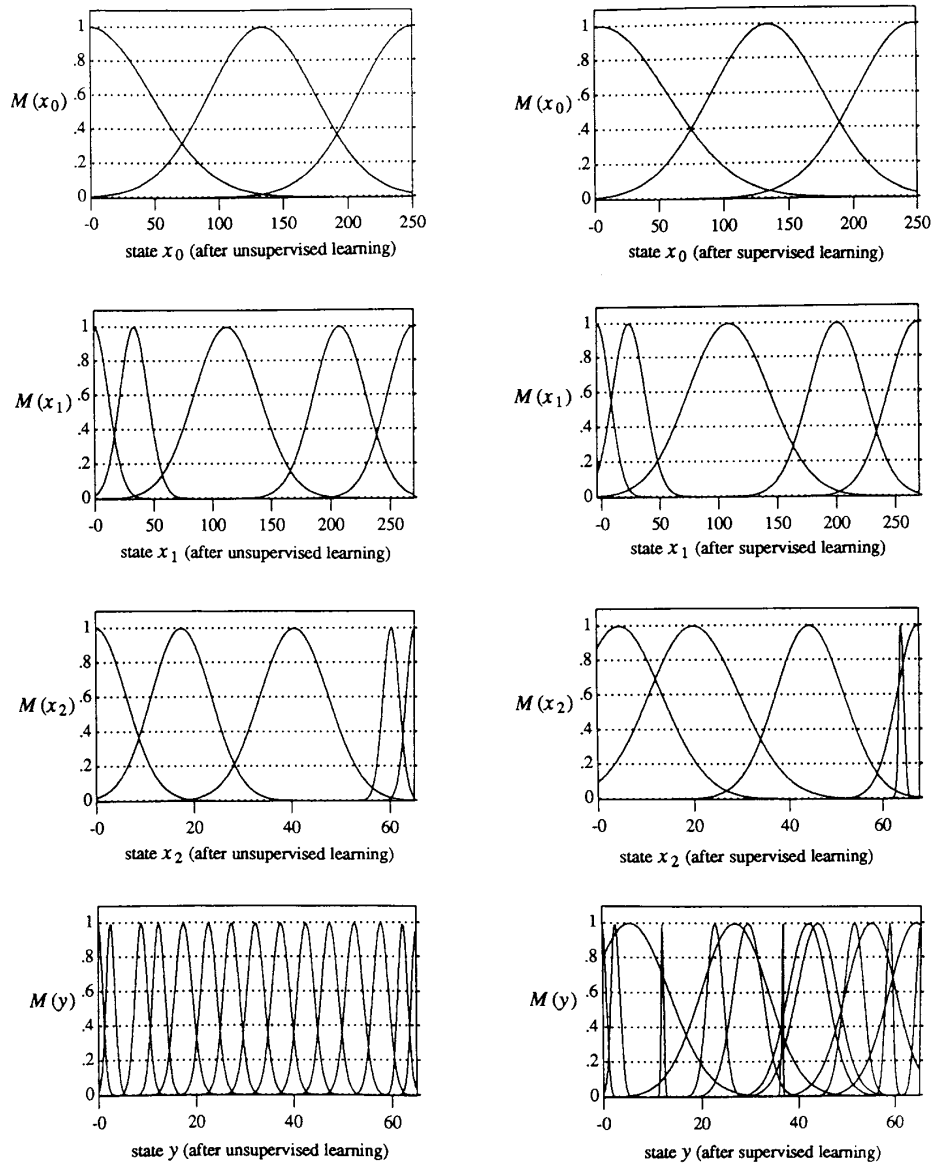 1
.8
M(x₀) .6
.4
.2
0
-0 50 100 150 200 250
state x₀ (after unsupervised learning)
1
.8
M(x₀) .6
.4
.2
0
-0 50 100 150 200 250
state x₀ (after supervised learning)
1
.8
M(x₁) .6
.4
.2
0
-0 50 100 150 200 250
state x₁ (after unsupervised learning)
1
.8
M(x₁) .6
.4
.2
0
-0 50 100 150 200 250
state x₁ (after supervised learning)
1
.8
M(x₂) .6
.4
.2
0
-0 20 40 60
state x₂ (after unsupervised learning)
1
.8
M(x₂) .6
.4
.2
0
-0 20 40 60
state x₂ (after supervised learning)
1
.8
M(y) .6
.4
.2
0
-0 20 40 60
state y (after unsupervised learning)
1
.8
M(y) .6
.4
.2
0
-0 20 40 60
state y (after supervised learning)